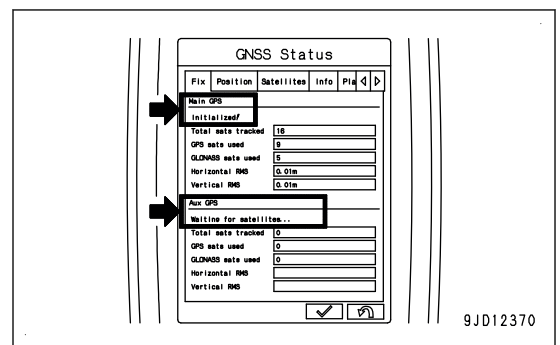 GNSS Status
Fix Position Satellites Info Pla
Main GPS
Initialized!
Total sats tracked 16
GPS sats used 9
GLONASS sats used 5
Horizontal RMS 0.01m
Vertical RMS 0.01m
Aux GPS
Waiting for satellites...
Total sats tracked 0
GPS sats used 0
GLONASS sats used 0
Horizontal RMS
Vertical RMS
9JD12370